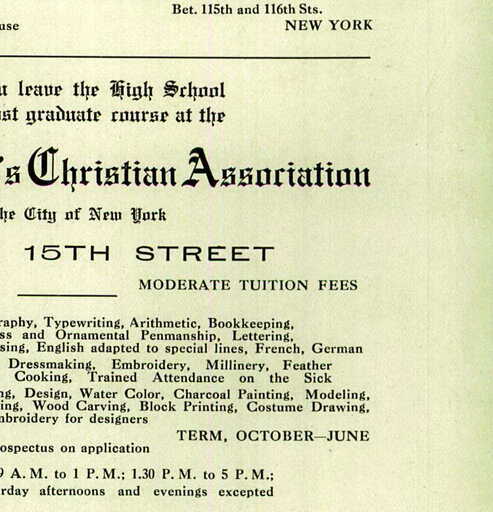 Bet. 115th and 116th Sts.
use NEW YORK
u leave the High School
st graduate course at the
's Christian Association
he City of New York
15TH STREET
MODERATE TUITION FEES
raphy, Typewriting, Arithmetic, Bookkeeping,
ss and Ornamental Penmanship, Lettering,
sing, English adapted to special lines, French, German
Dressmaking, Embroidery, Millinery, Feather
Cooking, Trained Attendance on the Sick
ng, Design, Water Color, Charcoal Painting, Modeling,
ing, Wood Carving, Block Printing, Costume Drawing,
mbroidery for designers
TERM, OCTOBER—JUNE
ospectus on application
9 A. M. to 1 P. M.; 1.30 P. M. to 5 P. M.;
rday afternoons and evenings excepted